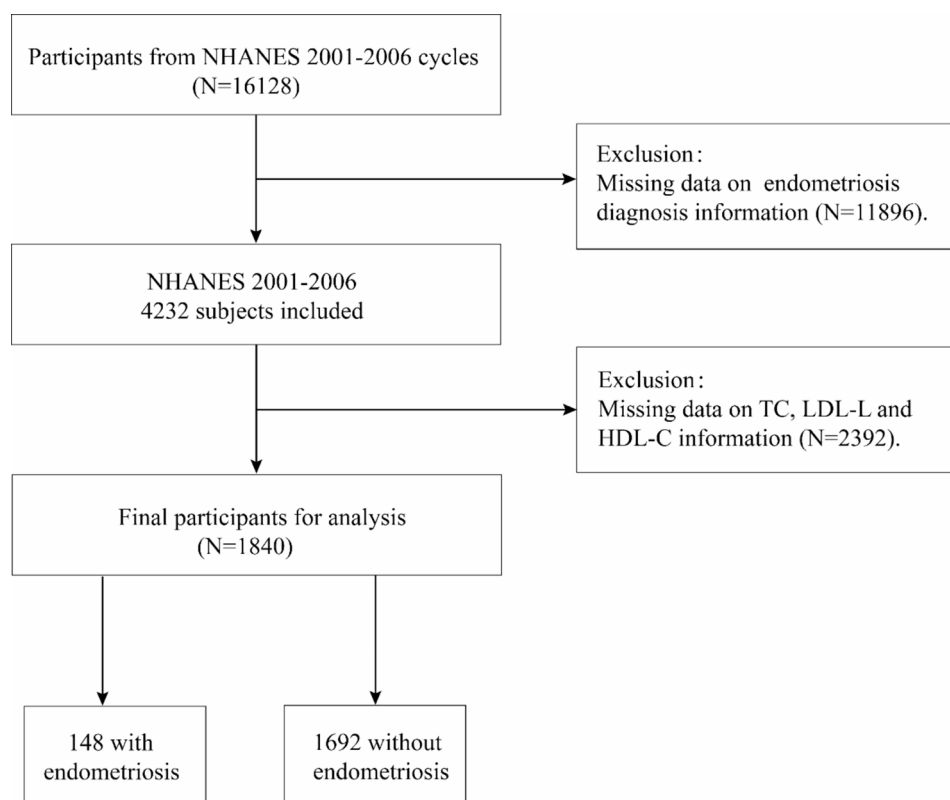 Participants from NHANES 2001-2006 cycles
(N=16128)
Exclusion:
Missing data on endometriosis
diagnosis information (N=11896).
NHANES 2001-2006
4232 subjects included
Exclusion:
Missing data on TC, LDL-L and
HDL-C information (N=2392).
Final participants for analysis
(N=1840)
148 with
endometriosis
1692 without
endometriosis